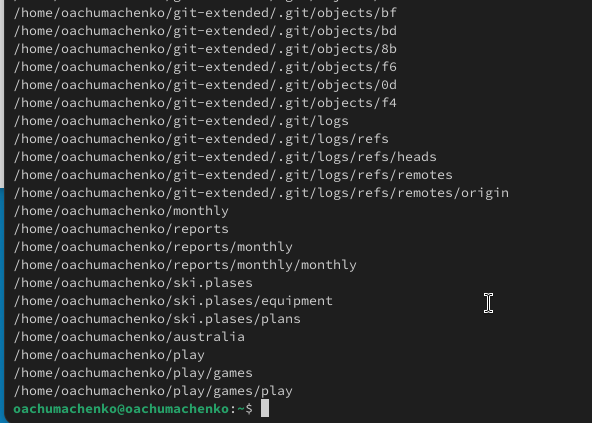 /home/oachumachenko/git-extended/.git/objects/bf
/home/oachumachenko/git-extended/.git/objects/bd
/home/oachumachenko/git-extended/.git/objects/8b
/home/oachumachenko/git-extended/.git/objects/f6
/home/oachumachenko/git-extended/.git/objects/0d
/home/oachumachenko/git-extended/.git/objects/f4
/home/oachumachenko/git-extended/.git/logs
/home/oachumachenko/git-extended/.git/logs/refs
/home/oachumachenko/git-extended/.git/logs/refs/heads
/home/oachumachenko/git-extended/.git/logs/refs/remotes
/home/oachumachenko/git-extended/.git/logs/refs/remotes/origin
/home/oachumachenko/monthly
/home/oachumachenko/reports
/home/oachumachenko/reports/monthly
/home/oachumachenko/reports/monthly/monthly
/home/oachumachenko/ski.plases
/home/oachumachenko/ski.plases/equipment
/home/oachumachenko/ski.plases/plans
/home/oachumachenko/australia
/home/oachumachenko/play
/home/oachumachenko/play/games
/home/oachumachenko/play/games/play
oachumachenko@oachumachenko:~$